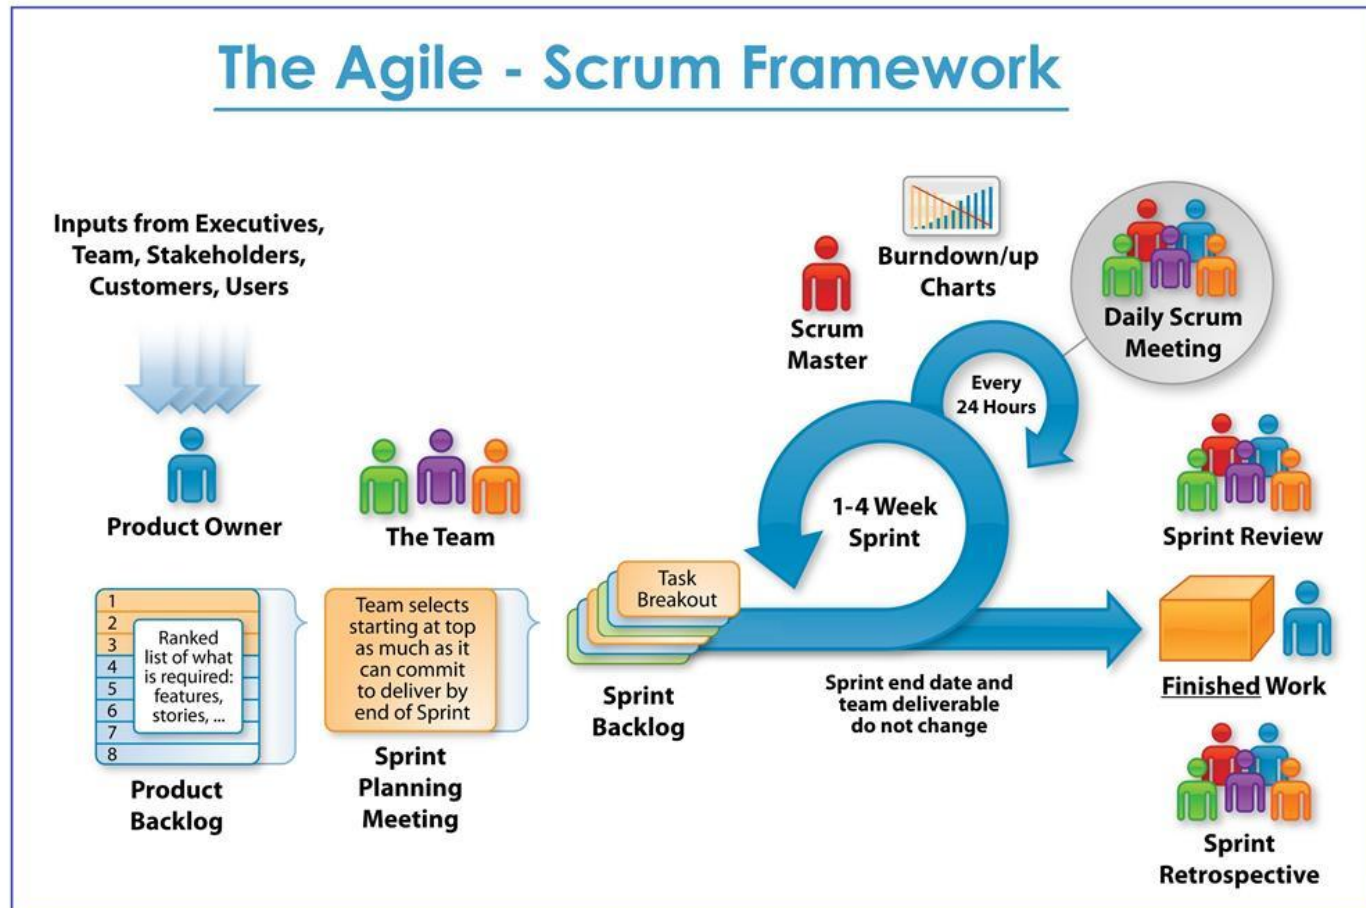 The Agile - Scrum Framework
Inputs from Executives,
Team, Stakeholders,
Customers, Users
Product Owner
The Team
1
2
3
4
5
6
7
8
Ranked
list of what
is required:
features,
stories, ...
Product
Backlog
Team selects
starting at top
as much as it
can commit
to deliver by
end of Sprint
Sprint
Planning
Meeting
Task
Breakout
Sprint
Backlog
Scrum
Master
Burndown/up
Charts
Daily Scrum
Meeting
Every
24 Hours
1-4 Week
Sprint
Sprint end date and
team deliverable
do not change
Sprint Review
Finished Work
Sprint
Retrospective